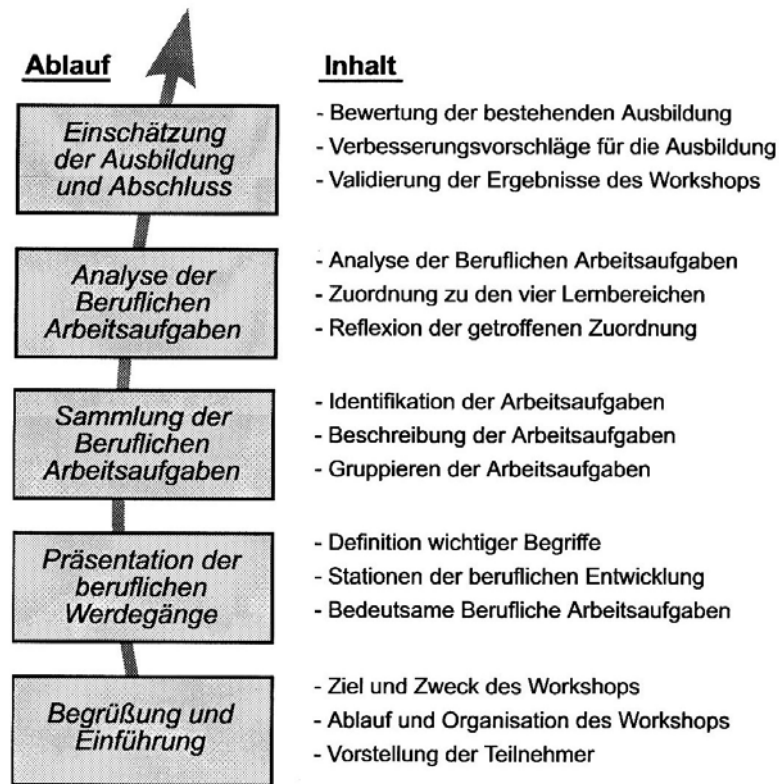 Ablauf
Inhalt
Einschätzung
der Ausbildung
und Abschluss
- Bewertung der bestehenden Ausbildung
- Verbesserungsvorschläge für die Ausbildung
- Validierung der Ergebnisse des Workshops
Analyse der
Beruflichen
Arbeitsaufgaben
- Analyse der Beruflichen Arbeitsaufgaben
- Zuordnung zu den vier Lernbereichen
- Reflexion der getroffenen Zuordnung
Sammlung der
Beruflichen
Arbeitsaufgaben
- Identifikation der Arbeitsaufgaben
- Beschreibung der Arbeitsaufgaben
- Gruppieren der Arbeitsaufgaben
Präsentation der
beruflichen
Werdegänge
- Definition wichtiger Begriffe
- Stationen der beruflichen Entwicklung
- Bedeutsame Berufliche Arbeitsaufgaben
Begrüßung und
Einführung
- Ziel und Zweck des Workshops
- Ablauf und Organisation des Workshops
- Vorstellung der Teilnehmer